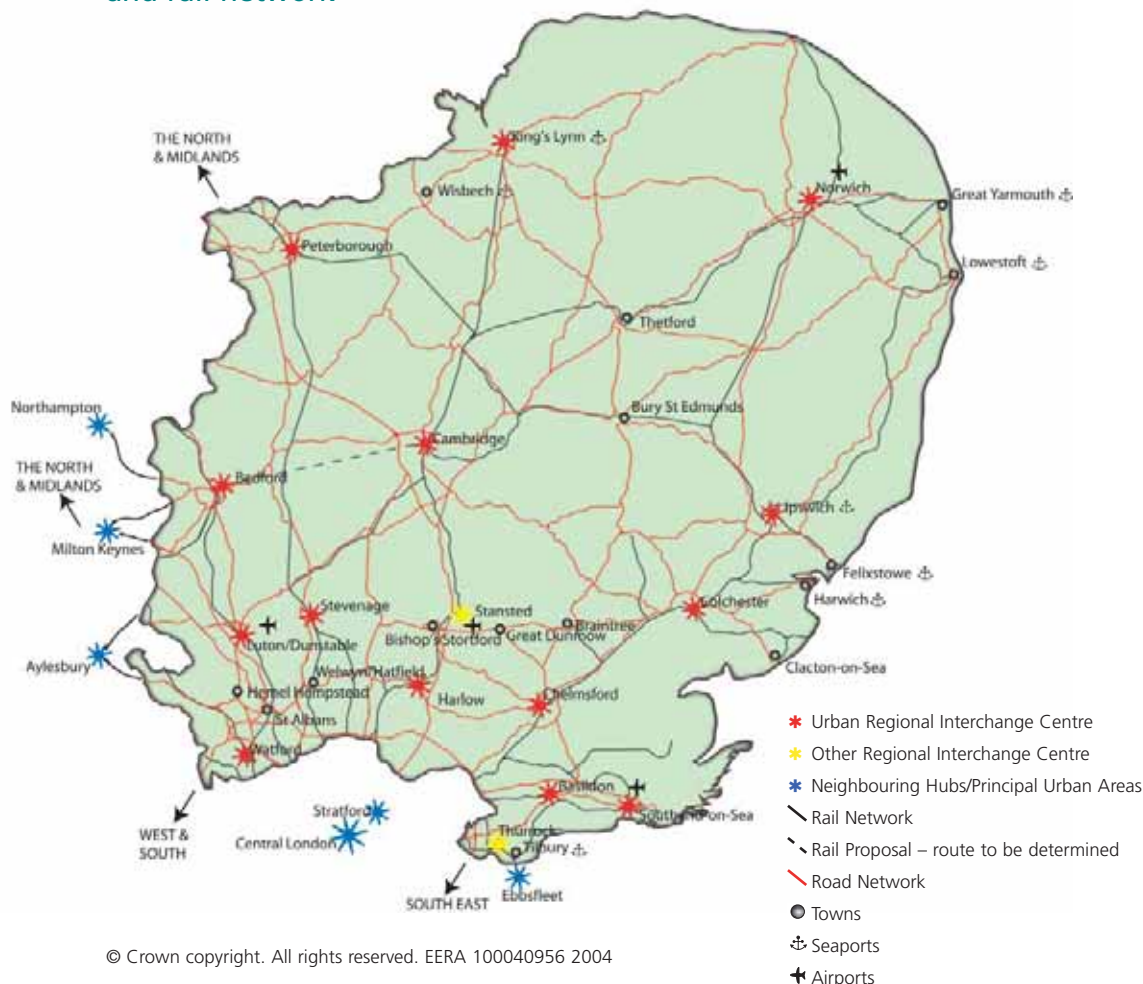 and rail network
THE NORTH
& MIDLANDS
King's Lynn
Wisbech
Norwich
Great Yarmouth
Peterborough
Lowestoft
Thetford
Northampton
Bury St Edmunds
Cambridge
THE NORTH
& MIDLANDS
Bedford
Ipswich
Milton Keynes
Felixstowe
Harwich
Stevenage
Stansted
Colchester
Luton/Dunstable
Bishop's Stortford
Great Dunmow
Braintree
Aylesbury
Clacton-on-Sea
Welwyn/Hatfield
Hemel Hempstead
Harlow
Chelmsford
St Albans
Watford
Basildon
Southend-on-Sea
Stratford
Central London
WEST &
SOUTH
Thurrock
Tilbury
Ebbsfleet
SOUTH EAST
Urban Regional Interchange Centre
Other Regional Interchange Centre
Neighbouring Hubs/Principal Urban Areas
Rail Network
Rail Proposal – route to be determined
Road Network
Towns
Seaports
Airports
© Crown copyright. All rights reserved. EERA 100040956 2004